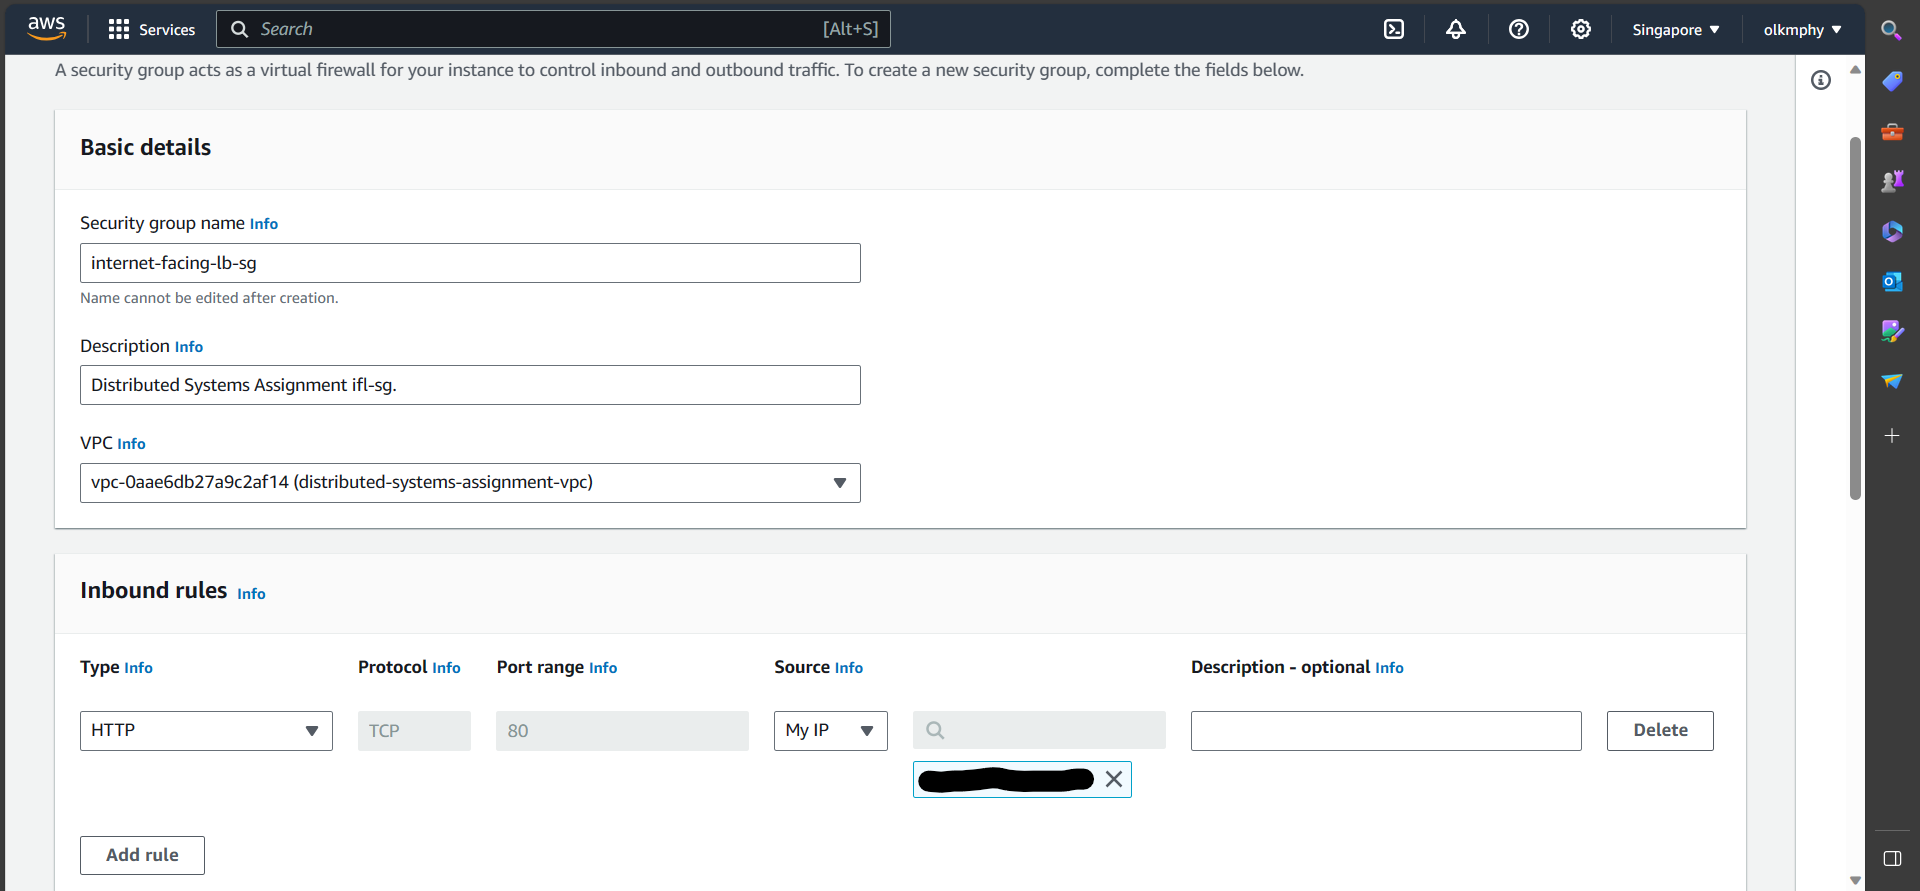 aws Services Search [Alt+S] Singapore olkmphy
A security group acts as a virtual firewall for your instance to control inbound and outbound traffic. To create a new security group, complete the fields below.
Basic details
Security group name Info
internet-facing-lb-sg
Name cannot be edited after creation.
Description Info
Distributed Systems Assignment ifl-sg.
VPC Info
vpc-0aae6db27a9c2af14 (distributed-systems-assignment-vpc)
Inbound rules Info
Type Info Protocol Info Port range Info Source Info Description - optional Info
HTTP TCP 80 My IP Delete
Add rule